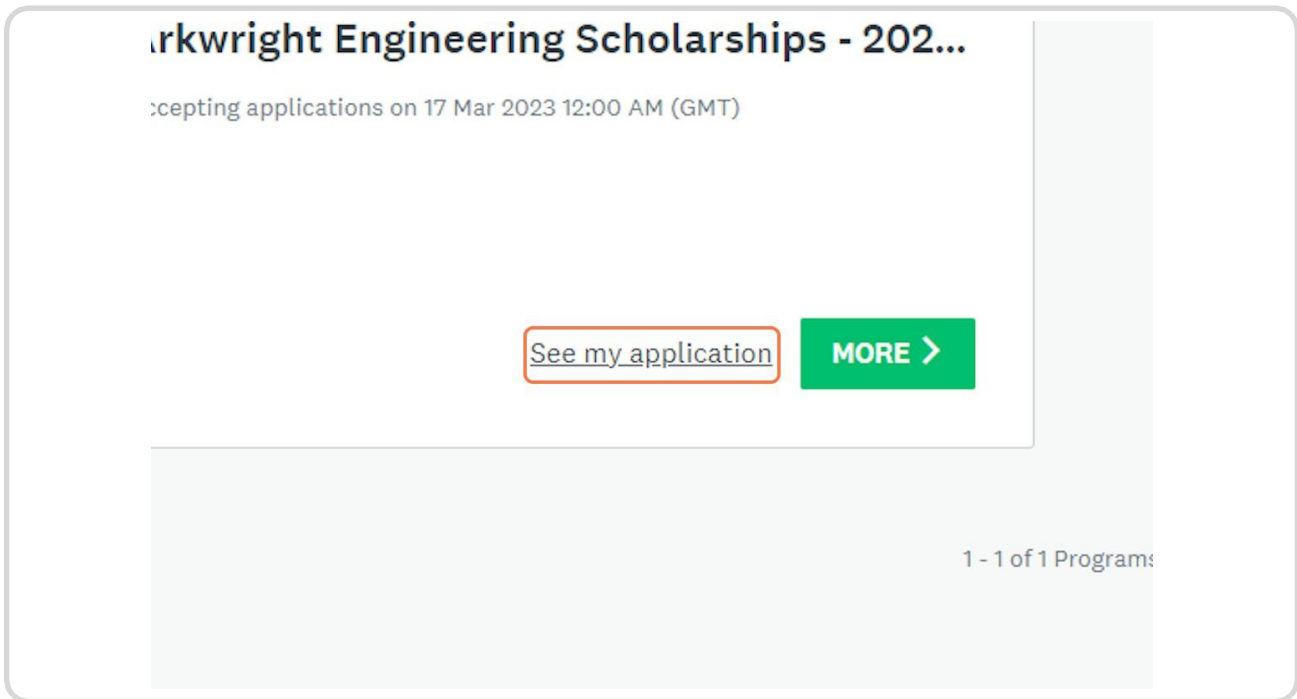 rkwright Engineering Scholarships - 202...
ccepting applications on 17 Mar 2023 12:00 AM (GMT)
See my application
MORE
1 - 1 of 1 Programs